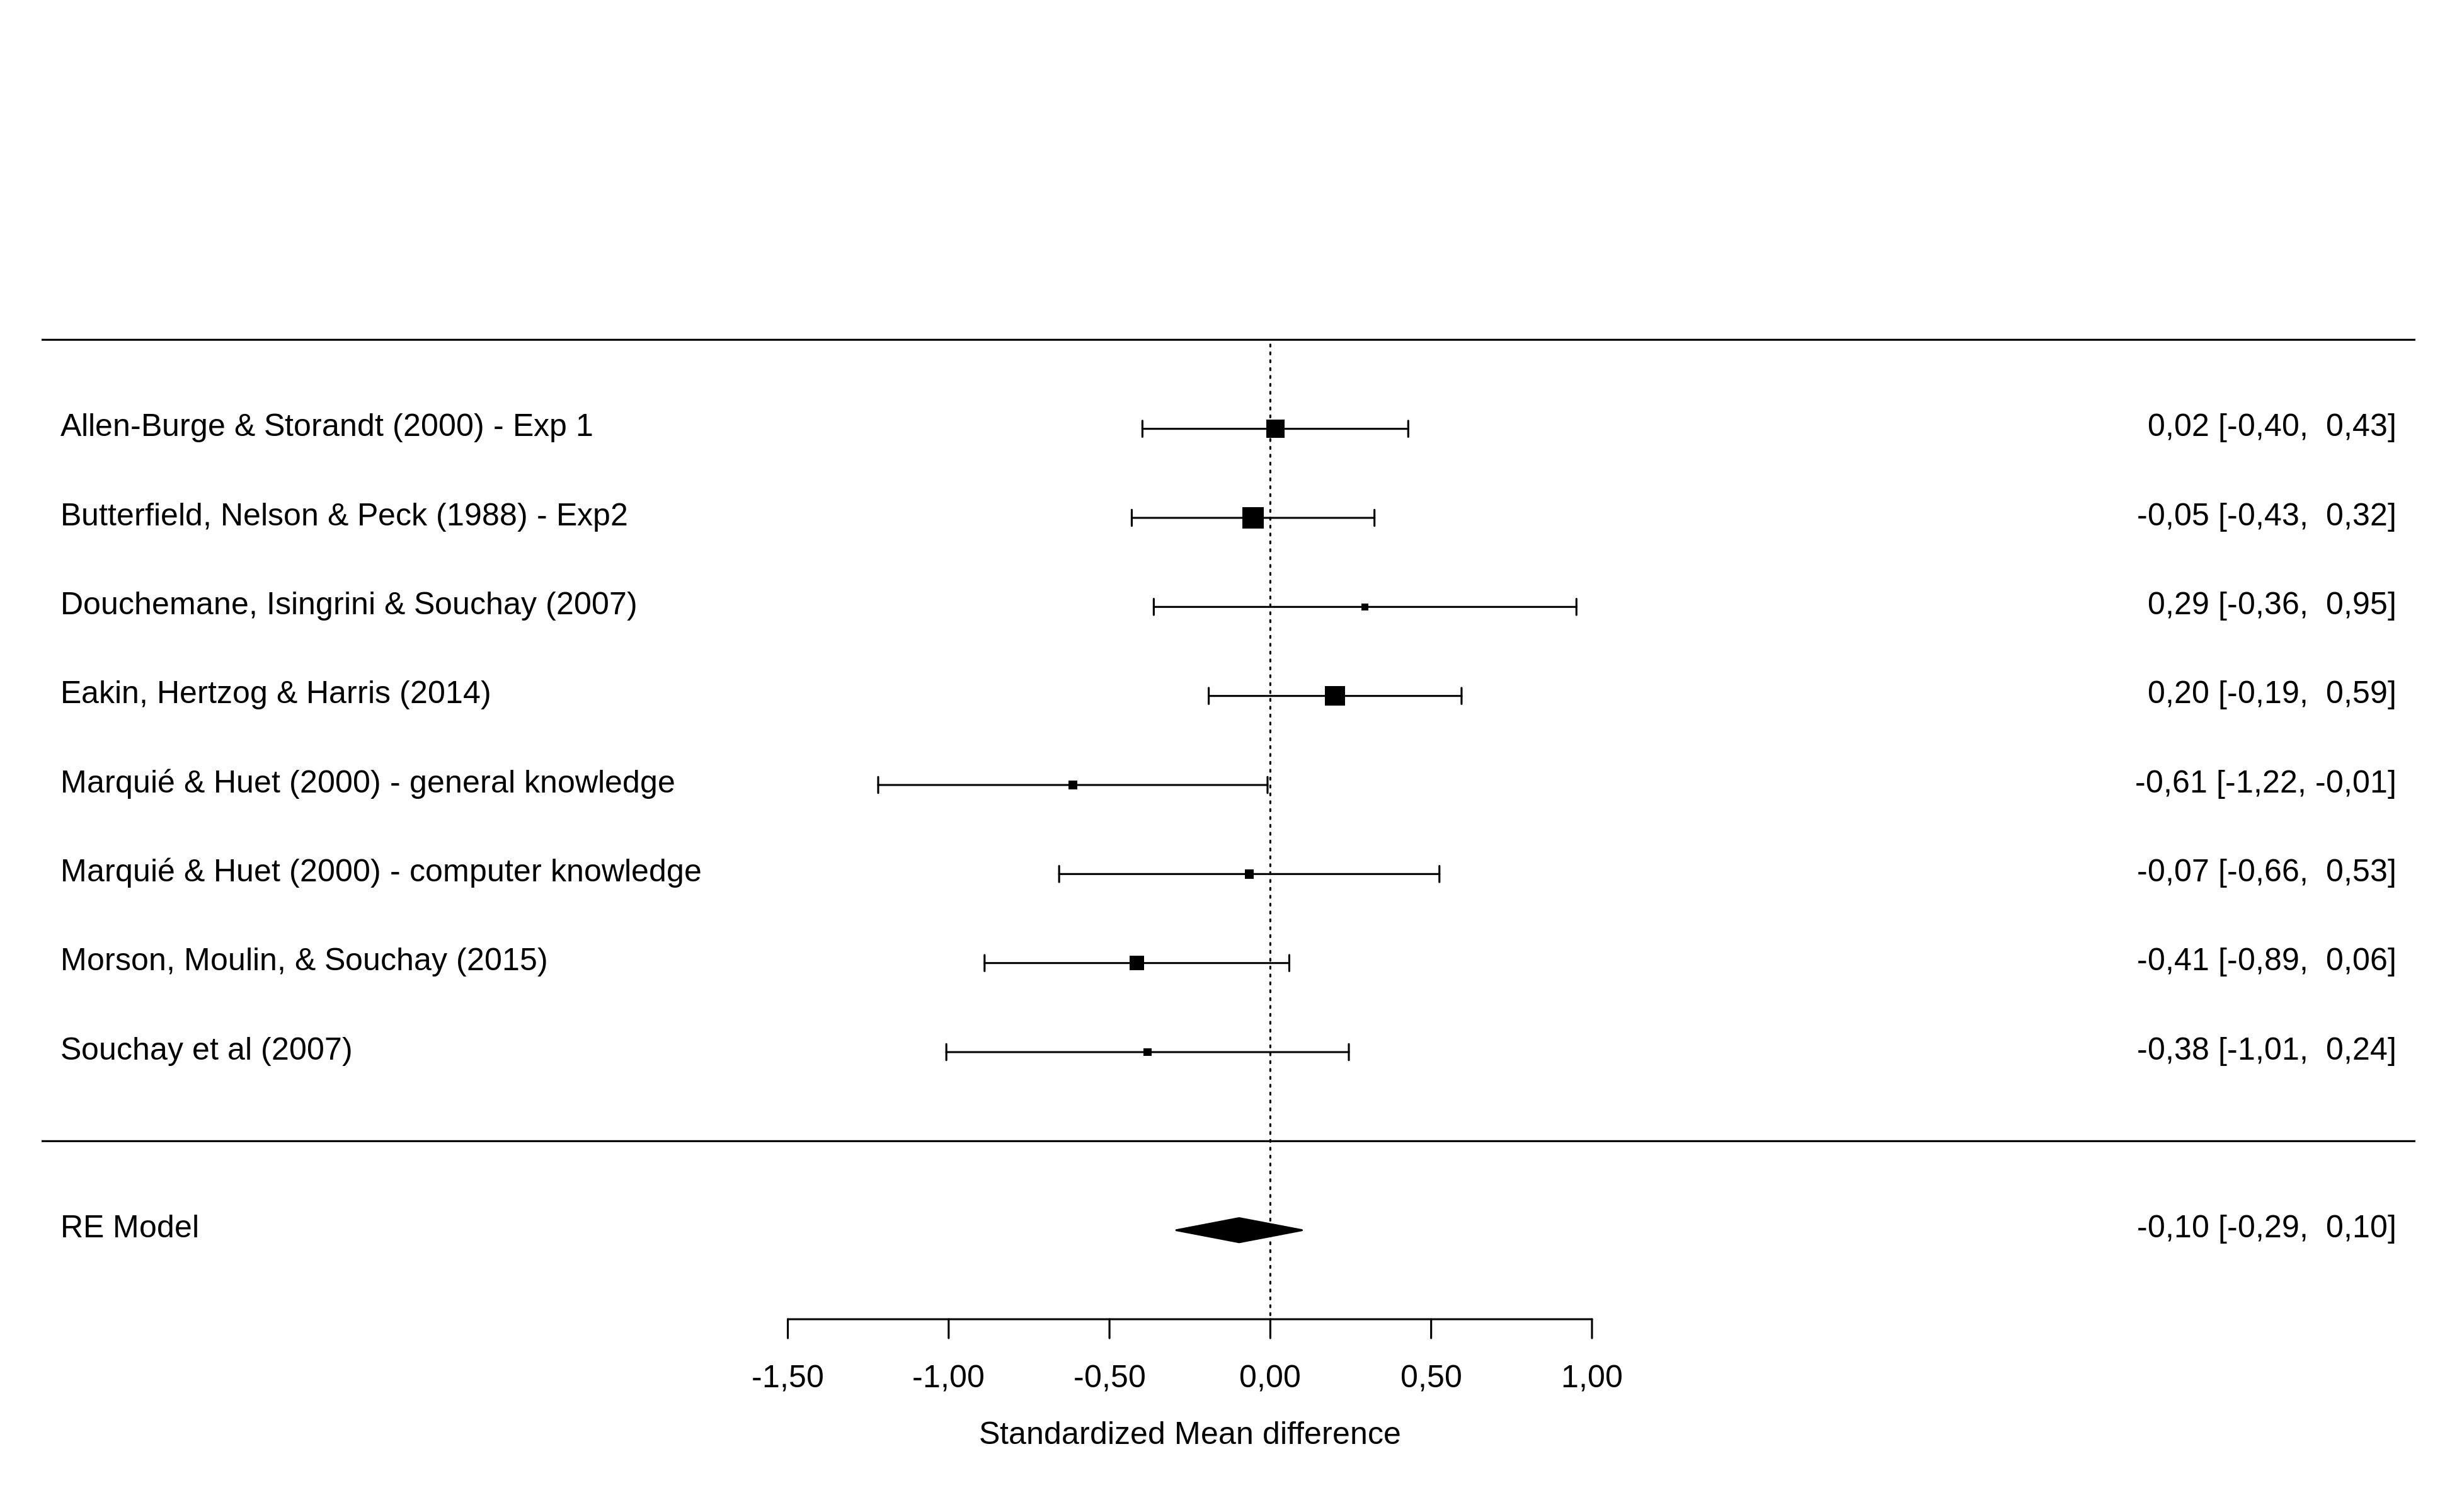 Allen-Burge & Storandt (2000) - Exp 1 0,02 [-0,40, 0,43]
Butterfield, Nelson & Peck (1988) - Exp2 -0,05 [-0,43, 0,32]
Douchemane, Isingrini & Souchay (2007) 0,29 [-0,36, 0,95]
Eakin, Hertzog & Harris (2014) 0,20 [-0,19, 0,59]
Marquié & Huet (2000) - general knowledge -0,61 [-1,22, -0,01]
Marquié & Huet (2000) - computer knowledge -0,07 [-0,66, 0,53]
Morson, Moulin, & Souchay (2015) -0,41 [-0,89, 0,06]
Souchay et al (2007) -0,38 [-1,01, 0,24]
RE Model -0,10 [-0,29, 0,10]
-1,50 -1,00 -0,50 0,00 0,50 1,00
Standardized Mean difference